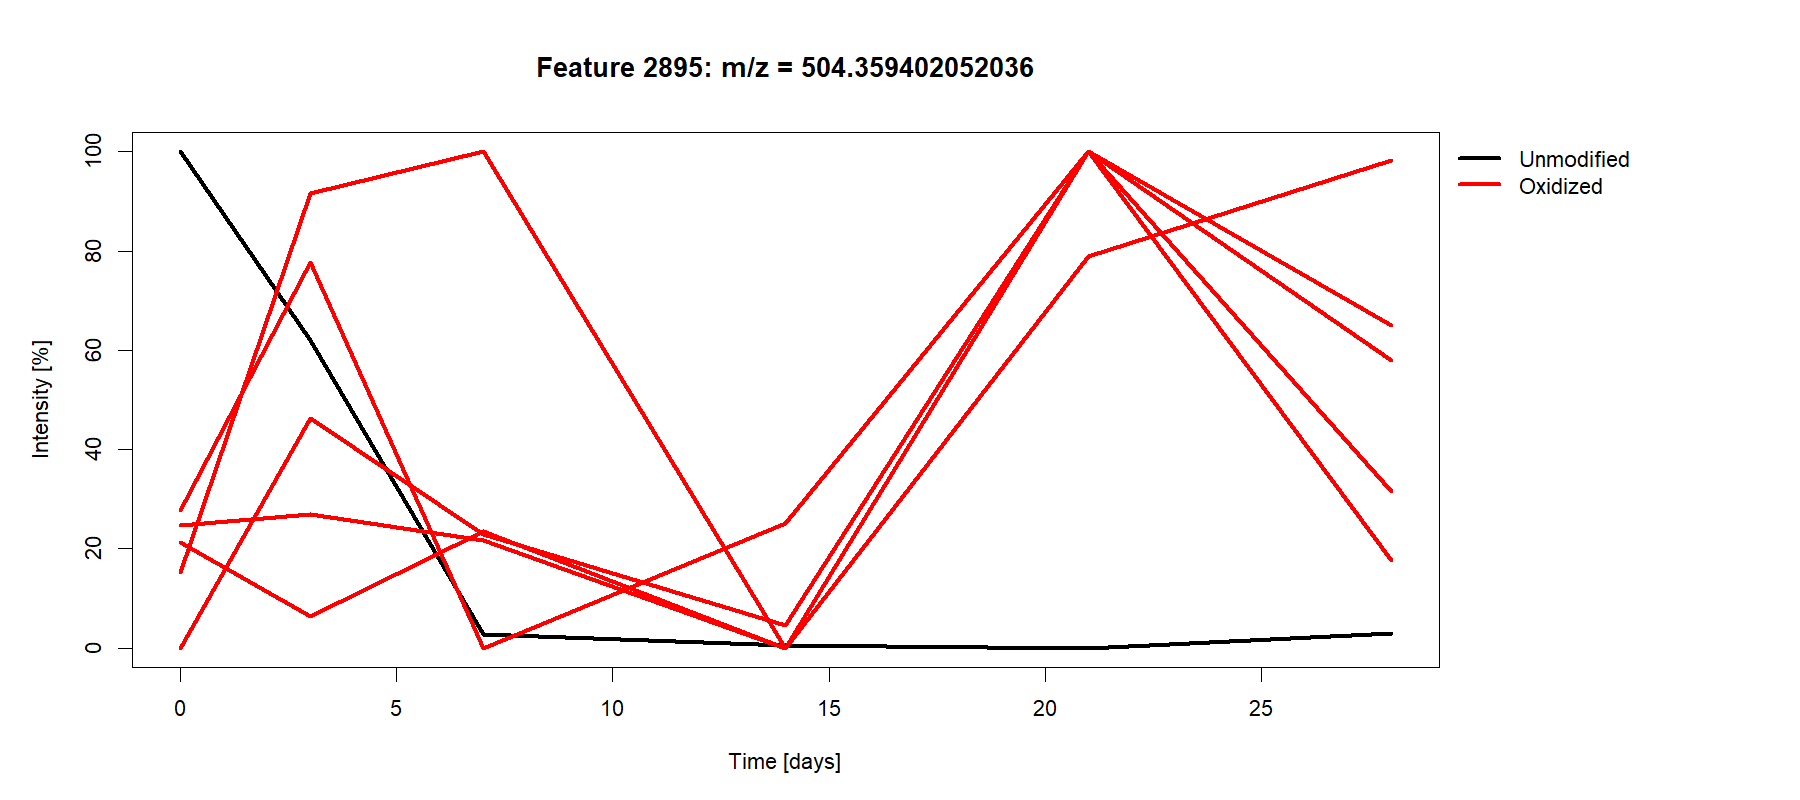 Feature 2895: m/z = 504.359402052036
Unmodified
Oxidized
Intensity [%]
100
80
60
40
20
0
0 5 10 15 20 25
Time [days]